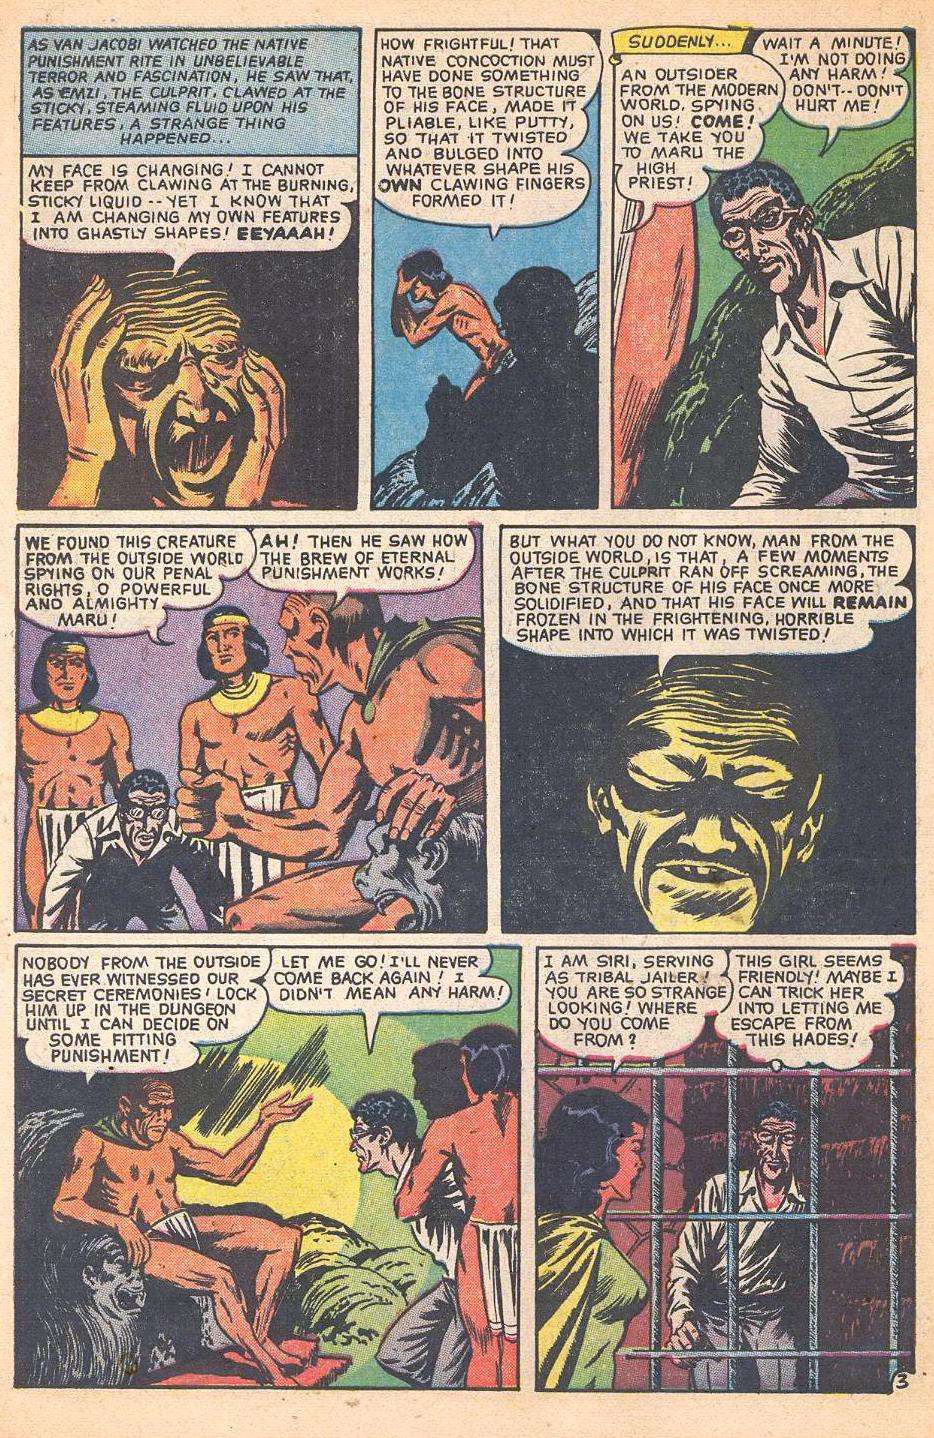 AS VAN JACOBI WATCHED THE NATIVE
PUNISHMENT RITE IN UNBELIEVABLE
TERROR AND FASCINATION, HE SAW THAT,
AS EMZI, THE CULPRIT, CLAWED AT THE
STICKY, STEAMING FLUID UPON HIS
FEATURES, A STRANGE THING
HAPPENED...
MY FACE IS CHANGING! I CANNOT
KEEP FROM CLAWING AT THE BURNING,
STICKY LIQUID -- YET I KNOW THAT
I AM CHANGING MY OWN FEATURES
INTO GHASTLY SHAPES! EEYAAAH!
HOW FRIGHTFUL! THAT
NATIVE CONCOCTION MUST
HAVE DONE SOMETHING
TO THE BONE STRUCTURE
OF HIS FACE, MADE IT
PLIABLE, LIKE PUTTY,
SO THAT IT TWISTED
AND BULGED INTO
WHATEVER SHAPE HIS
OWN CLAWING FINGERS
FORMED IT!
SUDDENLY...
AN OUTSIDER
FROM THE MODERN
WORLD, SPYING
ON US! COME!
WE TAKE YOU
TO MARU THE
HIGH
PRIEST!
WAIT A MINUTE!
I'M NOT DOING
ANY HARM!
DON'T-- DON'T
HURT ME!
WE FOUND THIS CREATURE
FROM THE OUTSIDE WORLD
SPYING ON OUR PENAL
RIGHTS, O POWERFUL
AND ALMIGHTY
MARU!
AH! THEN HE SAW HOW
THE BREW OF ETERNAL
PUNISHMENT WORKS!
BUT WHAT YOU DO NOT KNOW, MAN FROM THE
OUTSIDE WORLD, IS THAT, A FEW MOMENTS
AFTER THE CULPRIT RAN OFF SCREAMING, THE
BONE STRUCTURE OF HIS FACE ONCE MORE
SOLIDIFIED, AND THAT HIS FACE WILL REMAIN
FROZEN IN THE FRIGHTENING, HORRIBLE
SHAPE INTO WHICH IT WAS TWISTED!
NOBODY FROM THE OUTSIDE
HAS EVER WITNESSED OUR
SECRET CEREMONIES! LOCK
HIM UP IN THE DUNGEON
UNTIL I CAN DECIDE ON
SOME FITTING
PUNISHMENT!
LET ME GO! I'LL NEVER
COME BACK AGAIN! I
DIDN'T MEAN ANY HARM!
I AM SIRI, SERVING
AS TRIBAL JAILER!
YOU ARE SO STRANGE
LOOKING! WHERE
DO YOU COME
FROM?
THIS GIRL SEEMS
FRIENDLY! MAYBE I
CAN TRICK HER
INTO LETTING ME
ESCAPE FROM
THIS HADES!
3